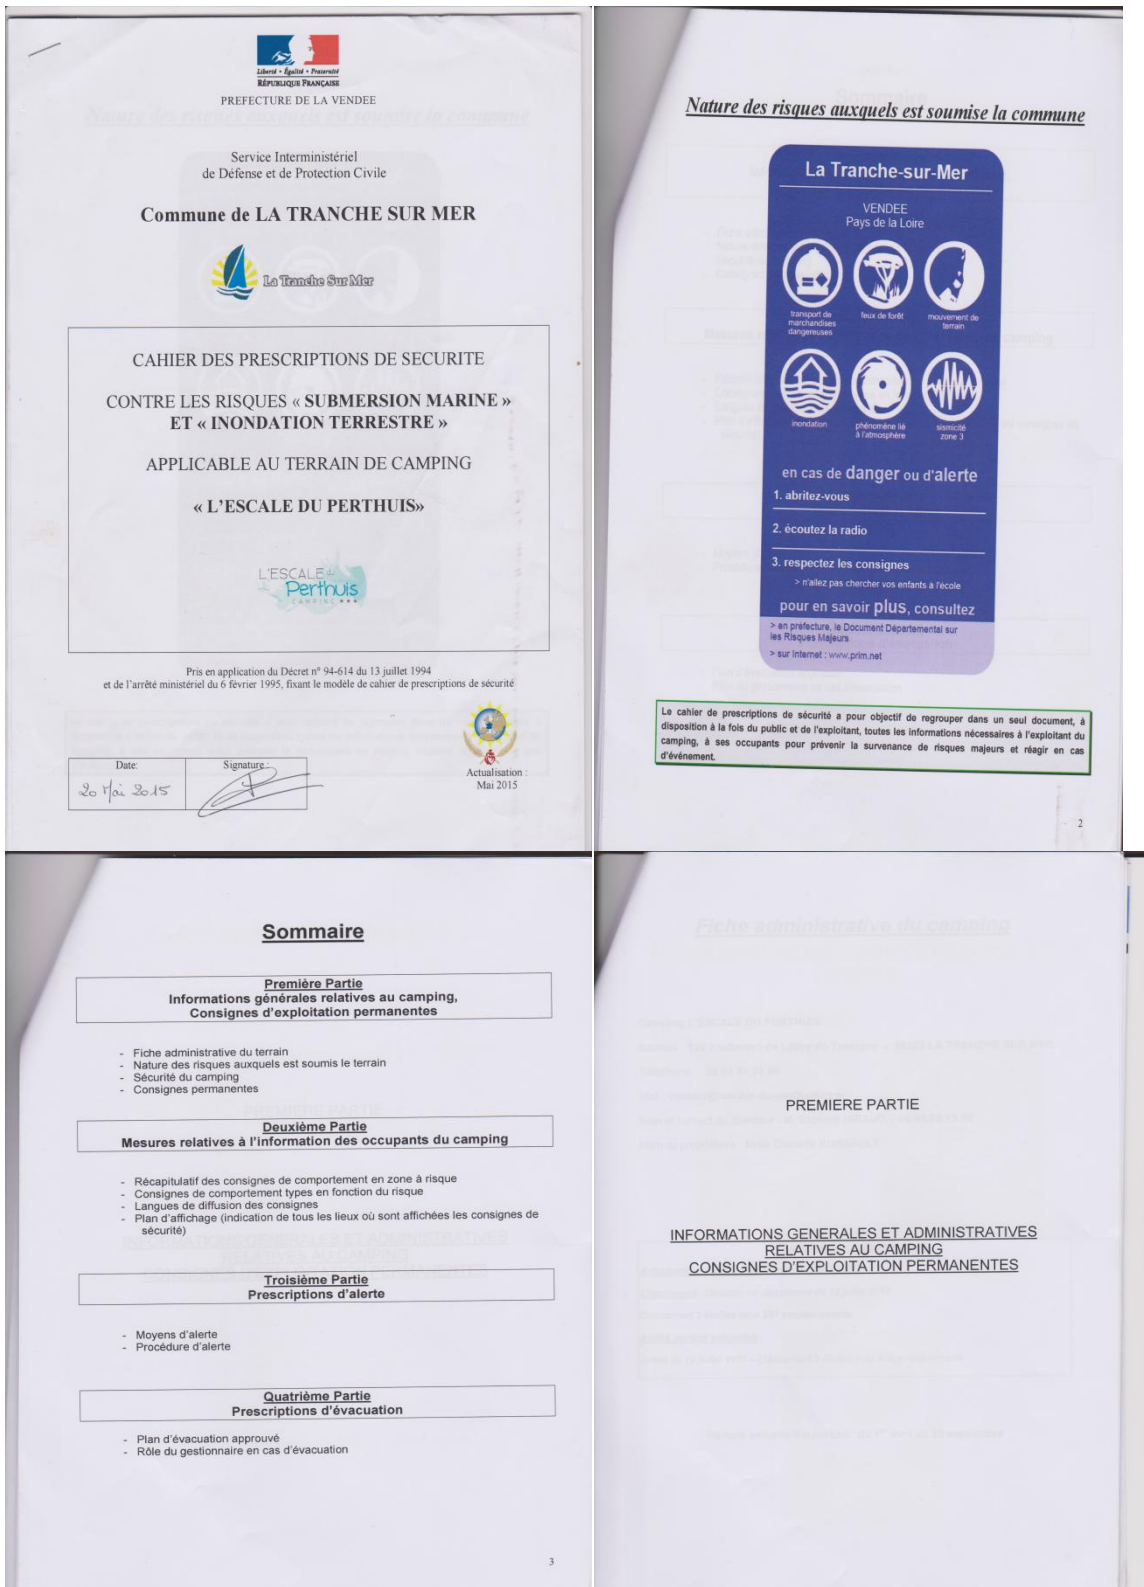 Liberté • Égalité • Fraternité
RÉPUBLIQUE FRANÇAISE
PREFECTURE DE LA VENDEE
Service Interministériel
de Défense et de Protection Civile
Commune de LA TRANCHE SUR MER
La Tranche Sur Mer
CAHIER DES PRESCRIPTIONS DE SECURITE
CONTRE LES RISQUES « SUBMERSION MARINE »
ET « INONDATION TERRESTRE »
APPLICABLE AU TERRAIN DE CAMPING
« L'ESCALE DU PERTHUIS»
L'ESCALE
Perthuis
CAMPING
Pris en application du Décret n° 94-614 du 13 juillet 1994
et de l'arrêté ministériel du 6 février 1995, fixant le modèle de cahier de prescriptions de sécurité
Date:
Signature :
20 Mai 2015
Actualisation :
Mai 2015
Nature des risques auxquels est soumise la commune
La Tranche-sur-Mer
VENDEE
Pays de la Loire
transport de
marchandises
dangereuses
feux de forêt
mouvement de
terrain
inondation
phénomène lié
à l'atmosphère
sismicité
zone 3
en cas de danger ou d'alerte
1. abritez-vous
2. écoutez la radio
3. respectez les consignes
> n'allez pas chercher vos enfants à l'école
pour en savoir plus, consultez
> en préfecture, le Document Départemental sur
les Risques Majeurs
> sur Internet : www.prim.net
Le cahier de prescriptions de sécurité a pour objectif de regrouper dans un seul document, à
disposition à la fois du public et de l'exploitant, toutes les informations nécessaires à l'exploitant du
camping, à ses occupants pour prévenir la survenance de risques majeurs et réagir en cas
d'événement.
2
Sommaire
Première Partie
Informations générales relatives au camping,
Consignes d'exploitation permanentes
- Fiche administrative du terrain
- Nature des risques auxquels est soumis le terrain
- Sécurité du camping
- Consignes permanentes
Deuxième Partie
Mesures relatives à l'information des occupants du camping
- Récapitulatif des consignes de comportement en zone à risque
- Consignes de comportement types en fonction du risque
- Langues de diffusion des consignes
- Plan d'affichage (indication de tous les lieux où sont affichées les consignes de
sécurité)
Troisième Partie
Prescriptions d'alerte
- Moyens d'alerte
- Procédure d'alerte
Quatrième Partie
Prescriptions d'évacuation
- Plan d'évacuation approuvé
- Rôle du gestionnaire en cas d'évacuation
3
PREMIERE PARTIE
INFORMATIONS GENERALES ET ADMINISTRATIVES
RELATIVES AU CAMPING
CONSIGNES D'EXPLOITATION PERMANENTES